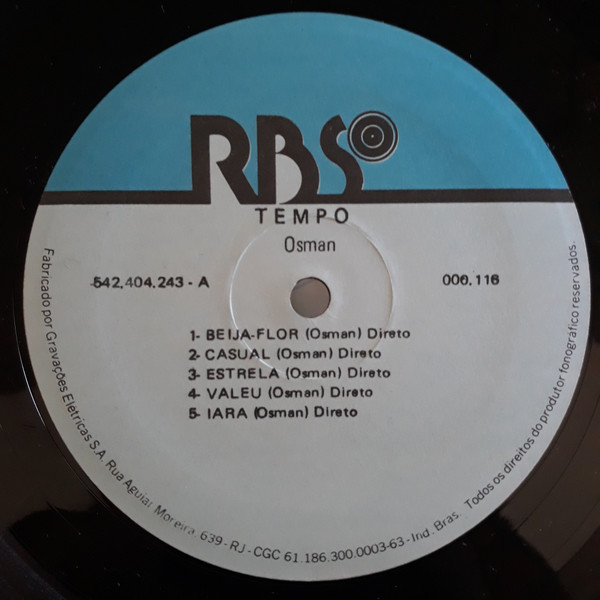 RBS
TEMPO
Osman
542.404.243 - A
006.116
1- BEIJA-FLOR (Osman) Direto
2- CASUAL (Osman) Direto
3- ESTRELA (Osman) Direto
4- VALEU (Osman) Direto
5- IARA (Osman) Direto
Fabricado por Gravações Eletricas S.A. Rua Aguiar Moreira 639 - RJ - CGC 61.186.300.0003-63 - Ind. Bras. Todos os direitos do produtor fonográfico reservados.